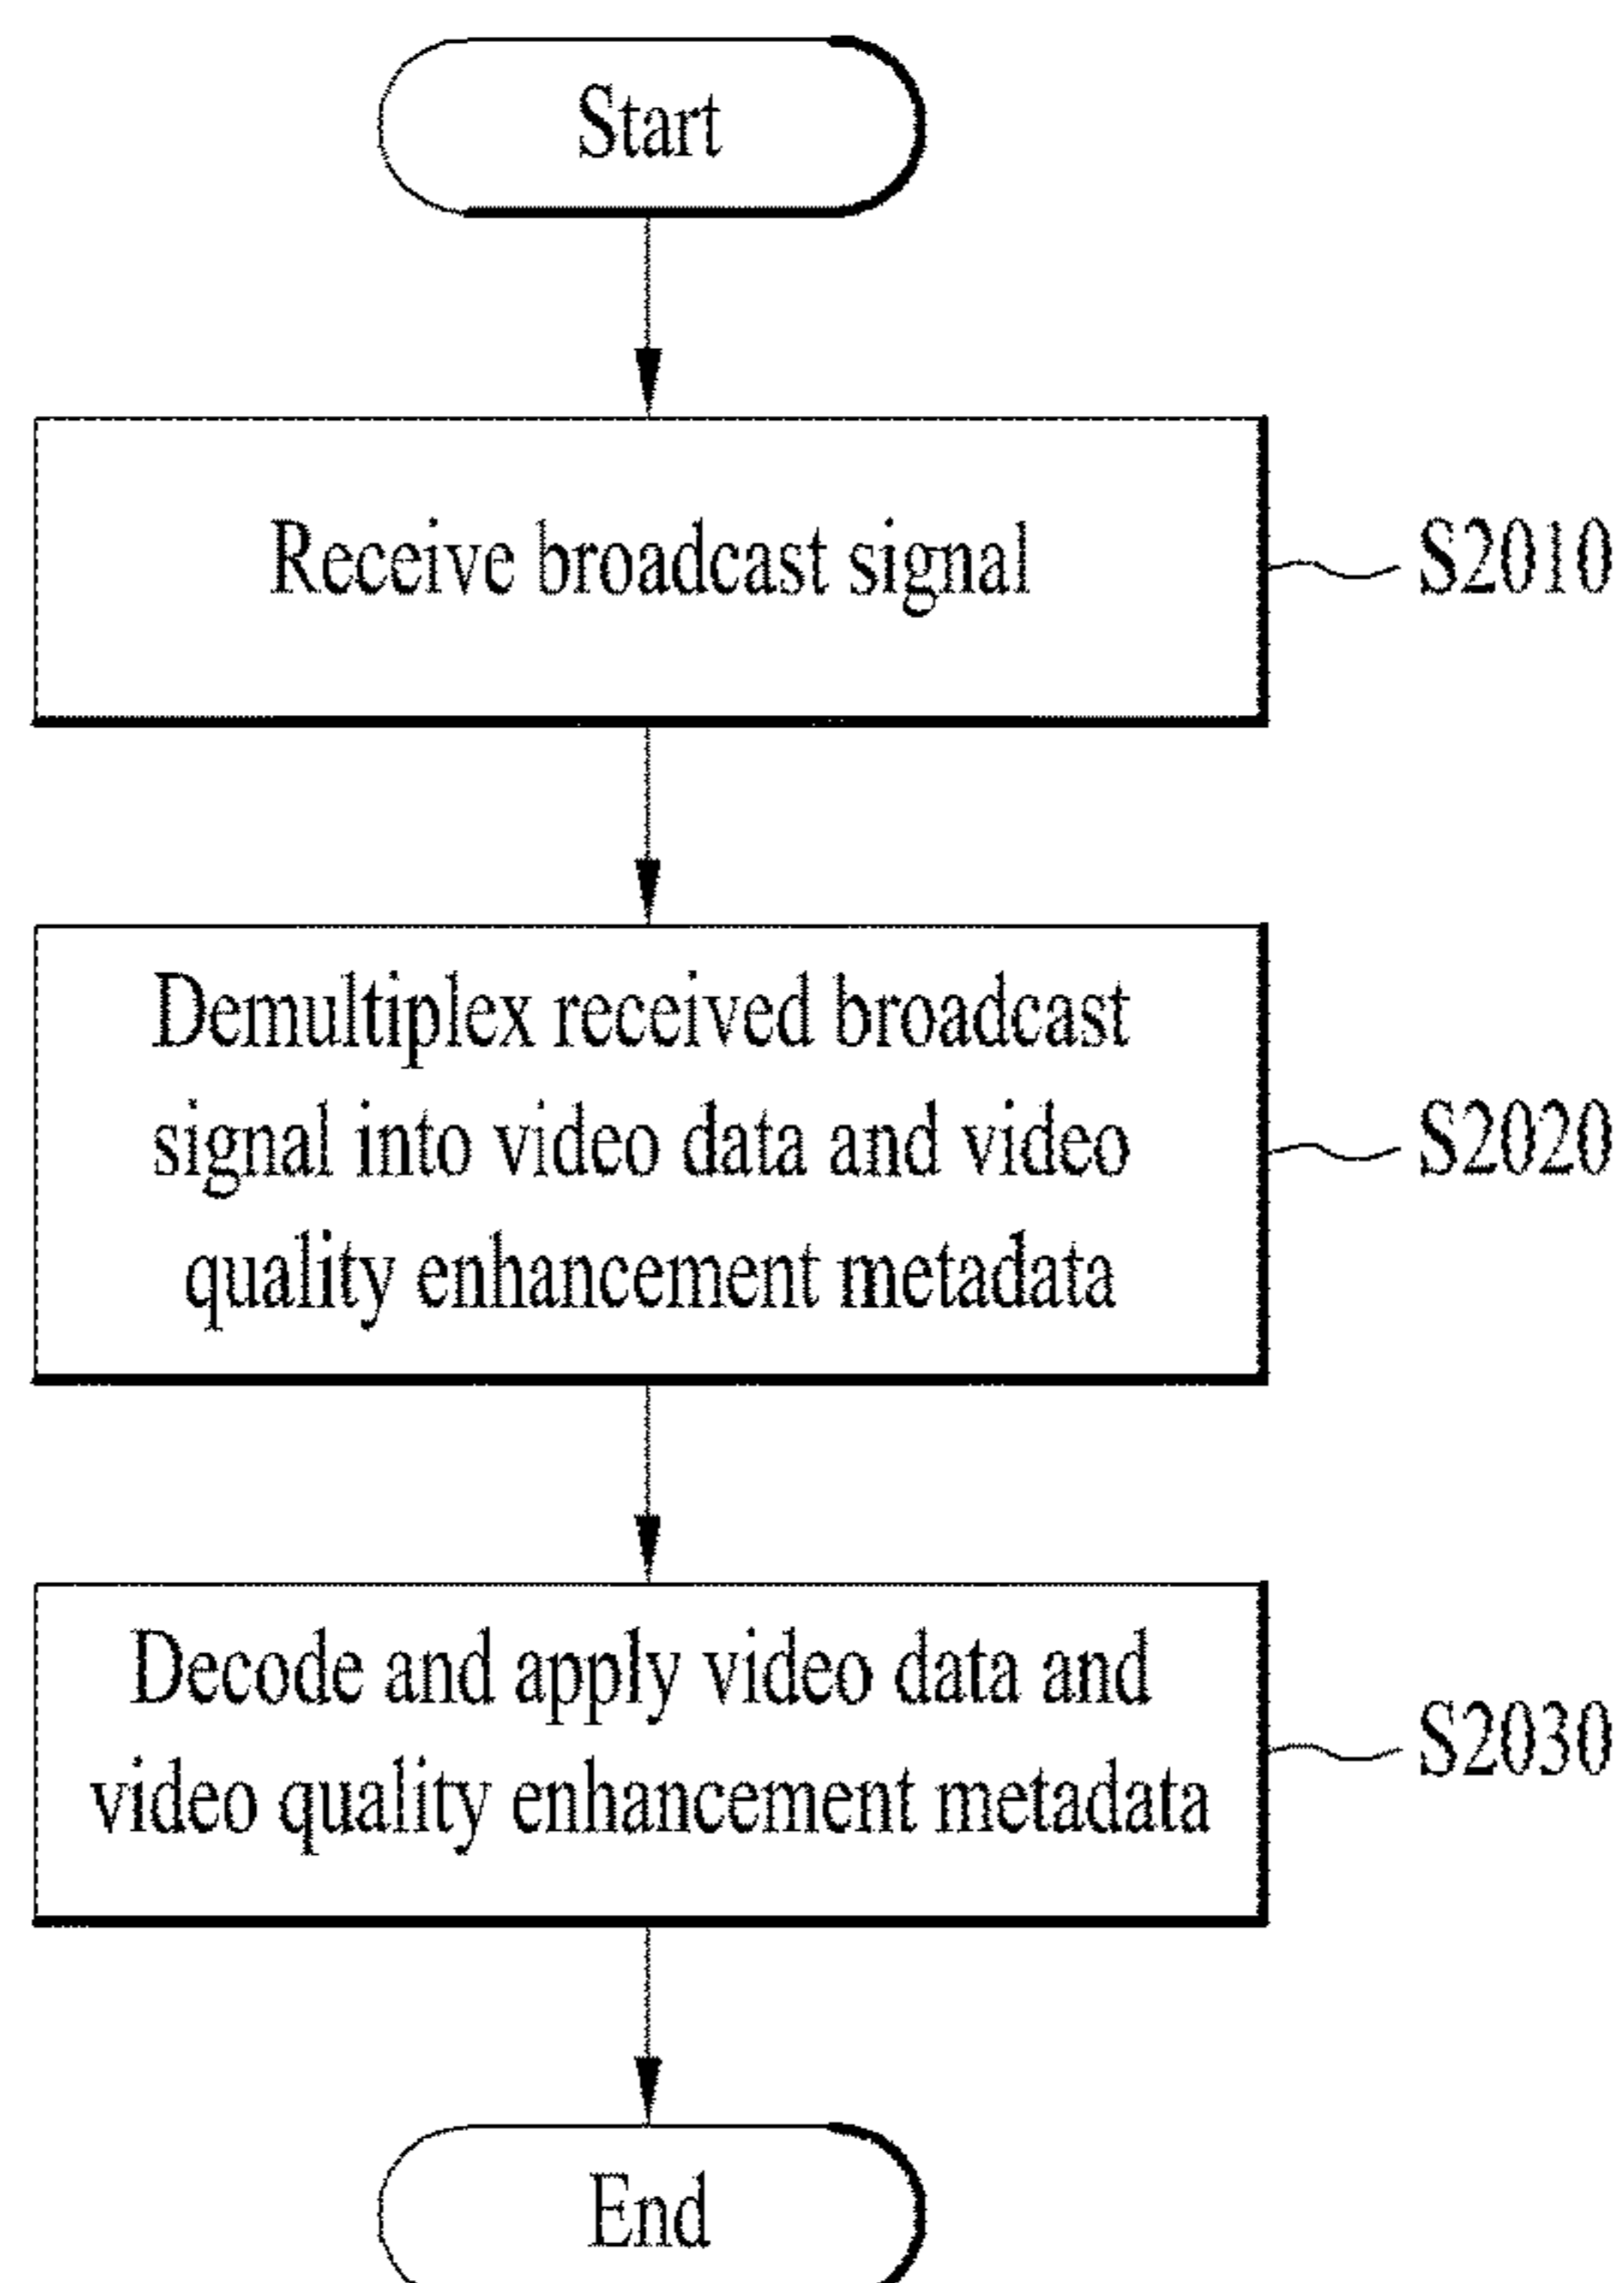 Start
Receive broadcast signal
S2010
Demultiplex received broadcast
signal into video data and video
quality enhancement metadata
S2020
Decode and apply video data and
video quality enhancement metadata
S2030
End